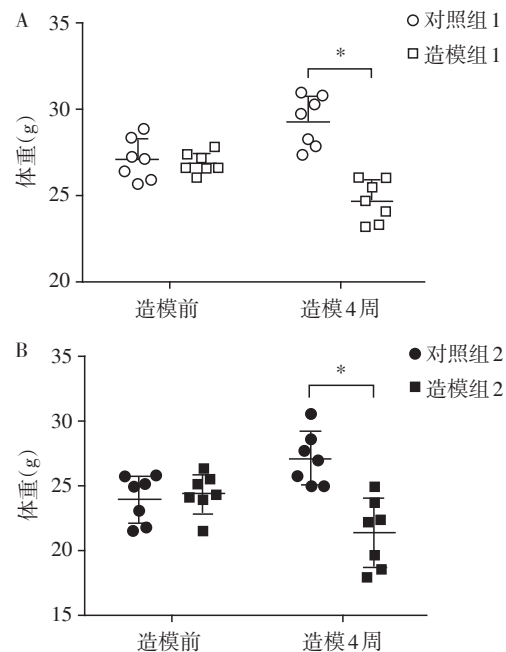 A
35
30
25
20
体重(g)
○ 对照组1
□ 造模组1
*
造模前
造模4周
B
35
30
25
20
15
体重(g)
● 对照组2
■ 造模组2
*
造模前
造模4周